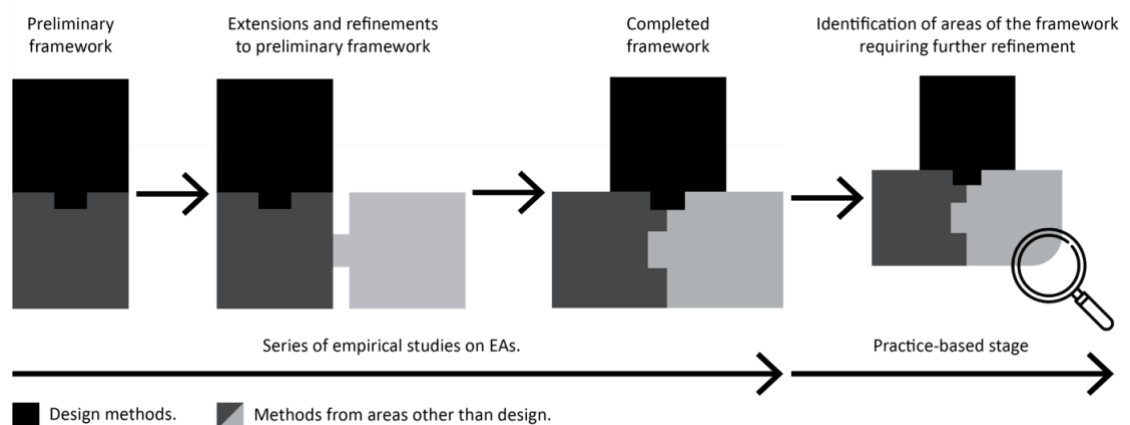 Preliminary
framework
Extensions and refinements
to preliminary framework
Completed
framework
Identification of areas of the framework
requiring further refinement
Series of empirical studies on EAs.
Practice-based stage
Design methods.
Methods from areas other than design.